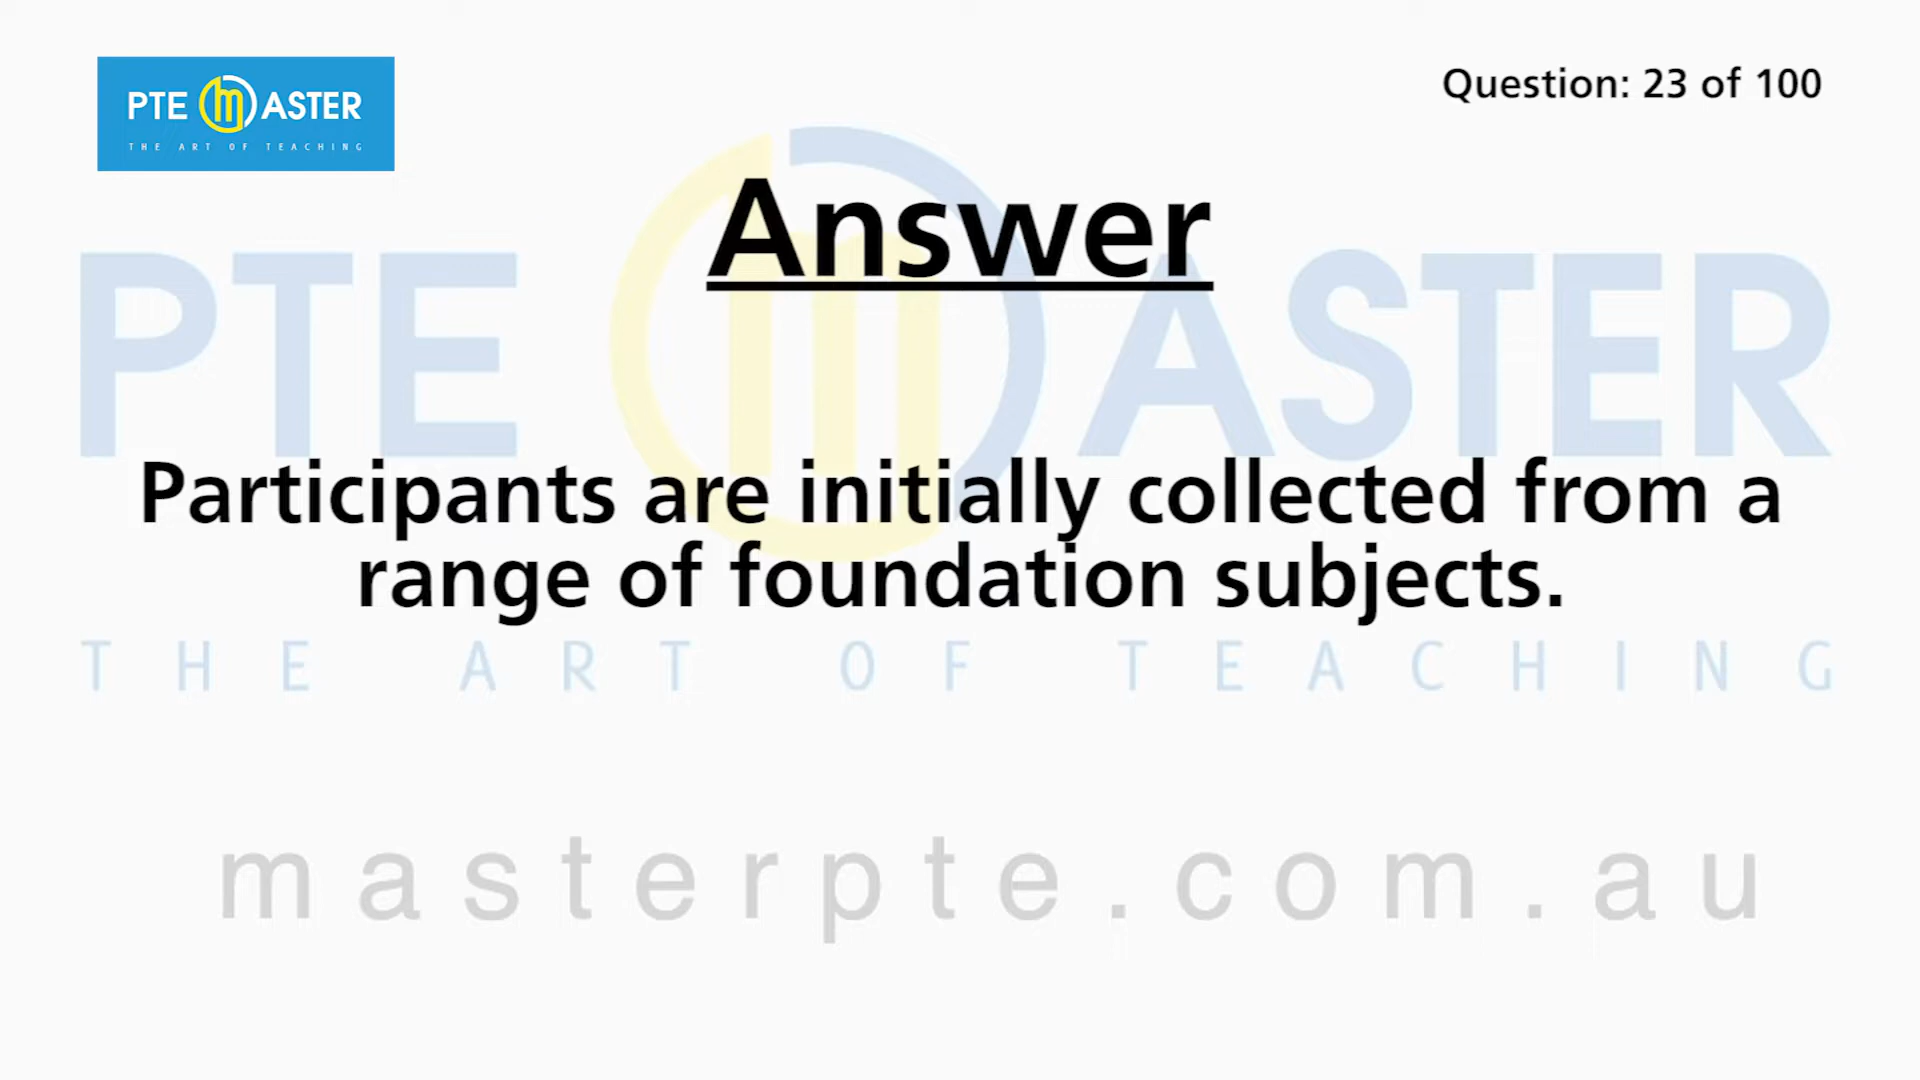 PTE MASTER
THE ART OF TEACHING
Question: 23 of 100
Answer
PTE MASTER
Participants are initially collected from a
range of foundation subjects.
THE ART OF TEACHING
masterpte.com.au